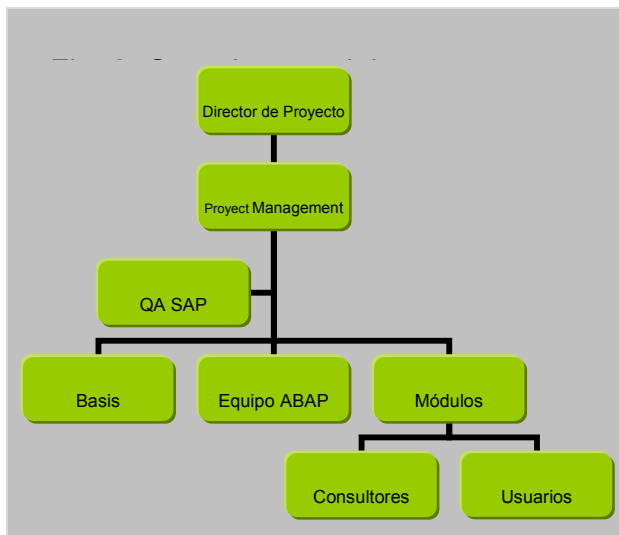 Director de Proyecto
Proyect Management
QA SAP
Basis
Equipo ABAP
Módulos
Consultores
Usuarios